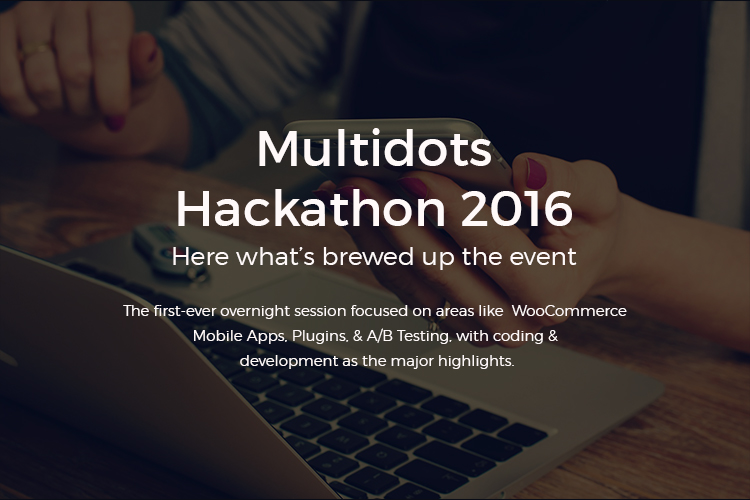 Multidots
Hackathon 2016
Here what's brewed up the event
The first-ever overnight session focused on areas like WooCommerce
Mobile Apps, Plugins, & A/B Testing, with coding &
development as the major highlights.